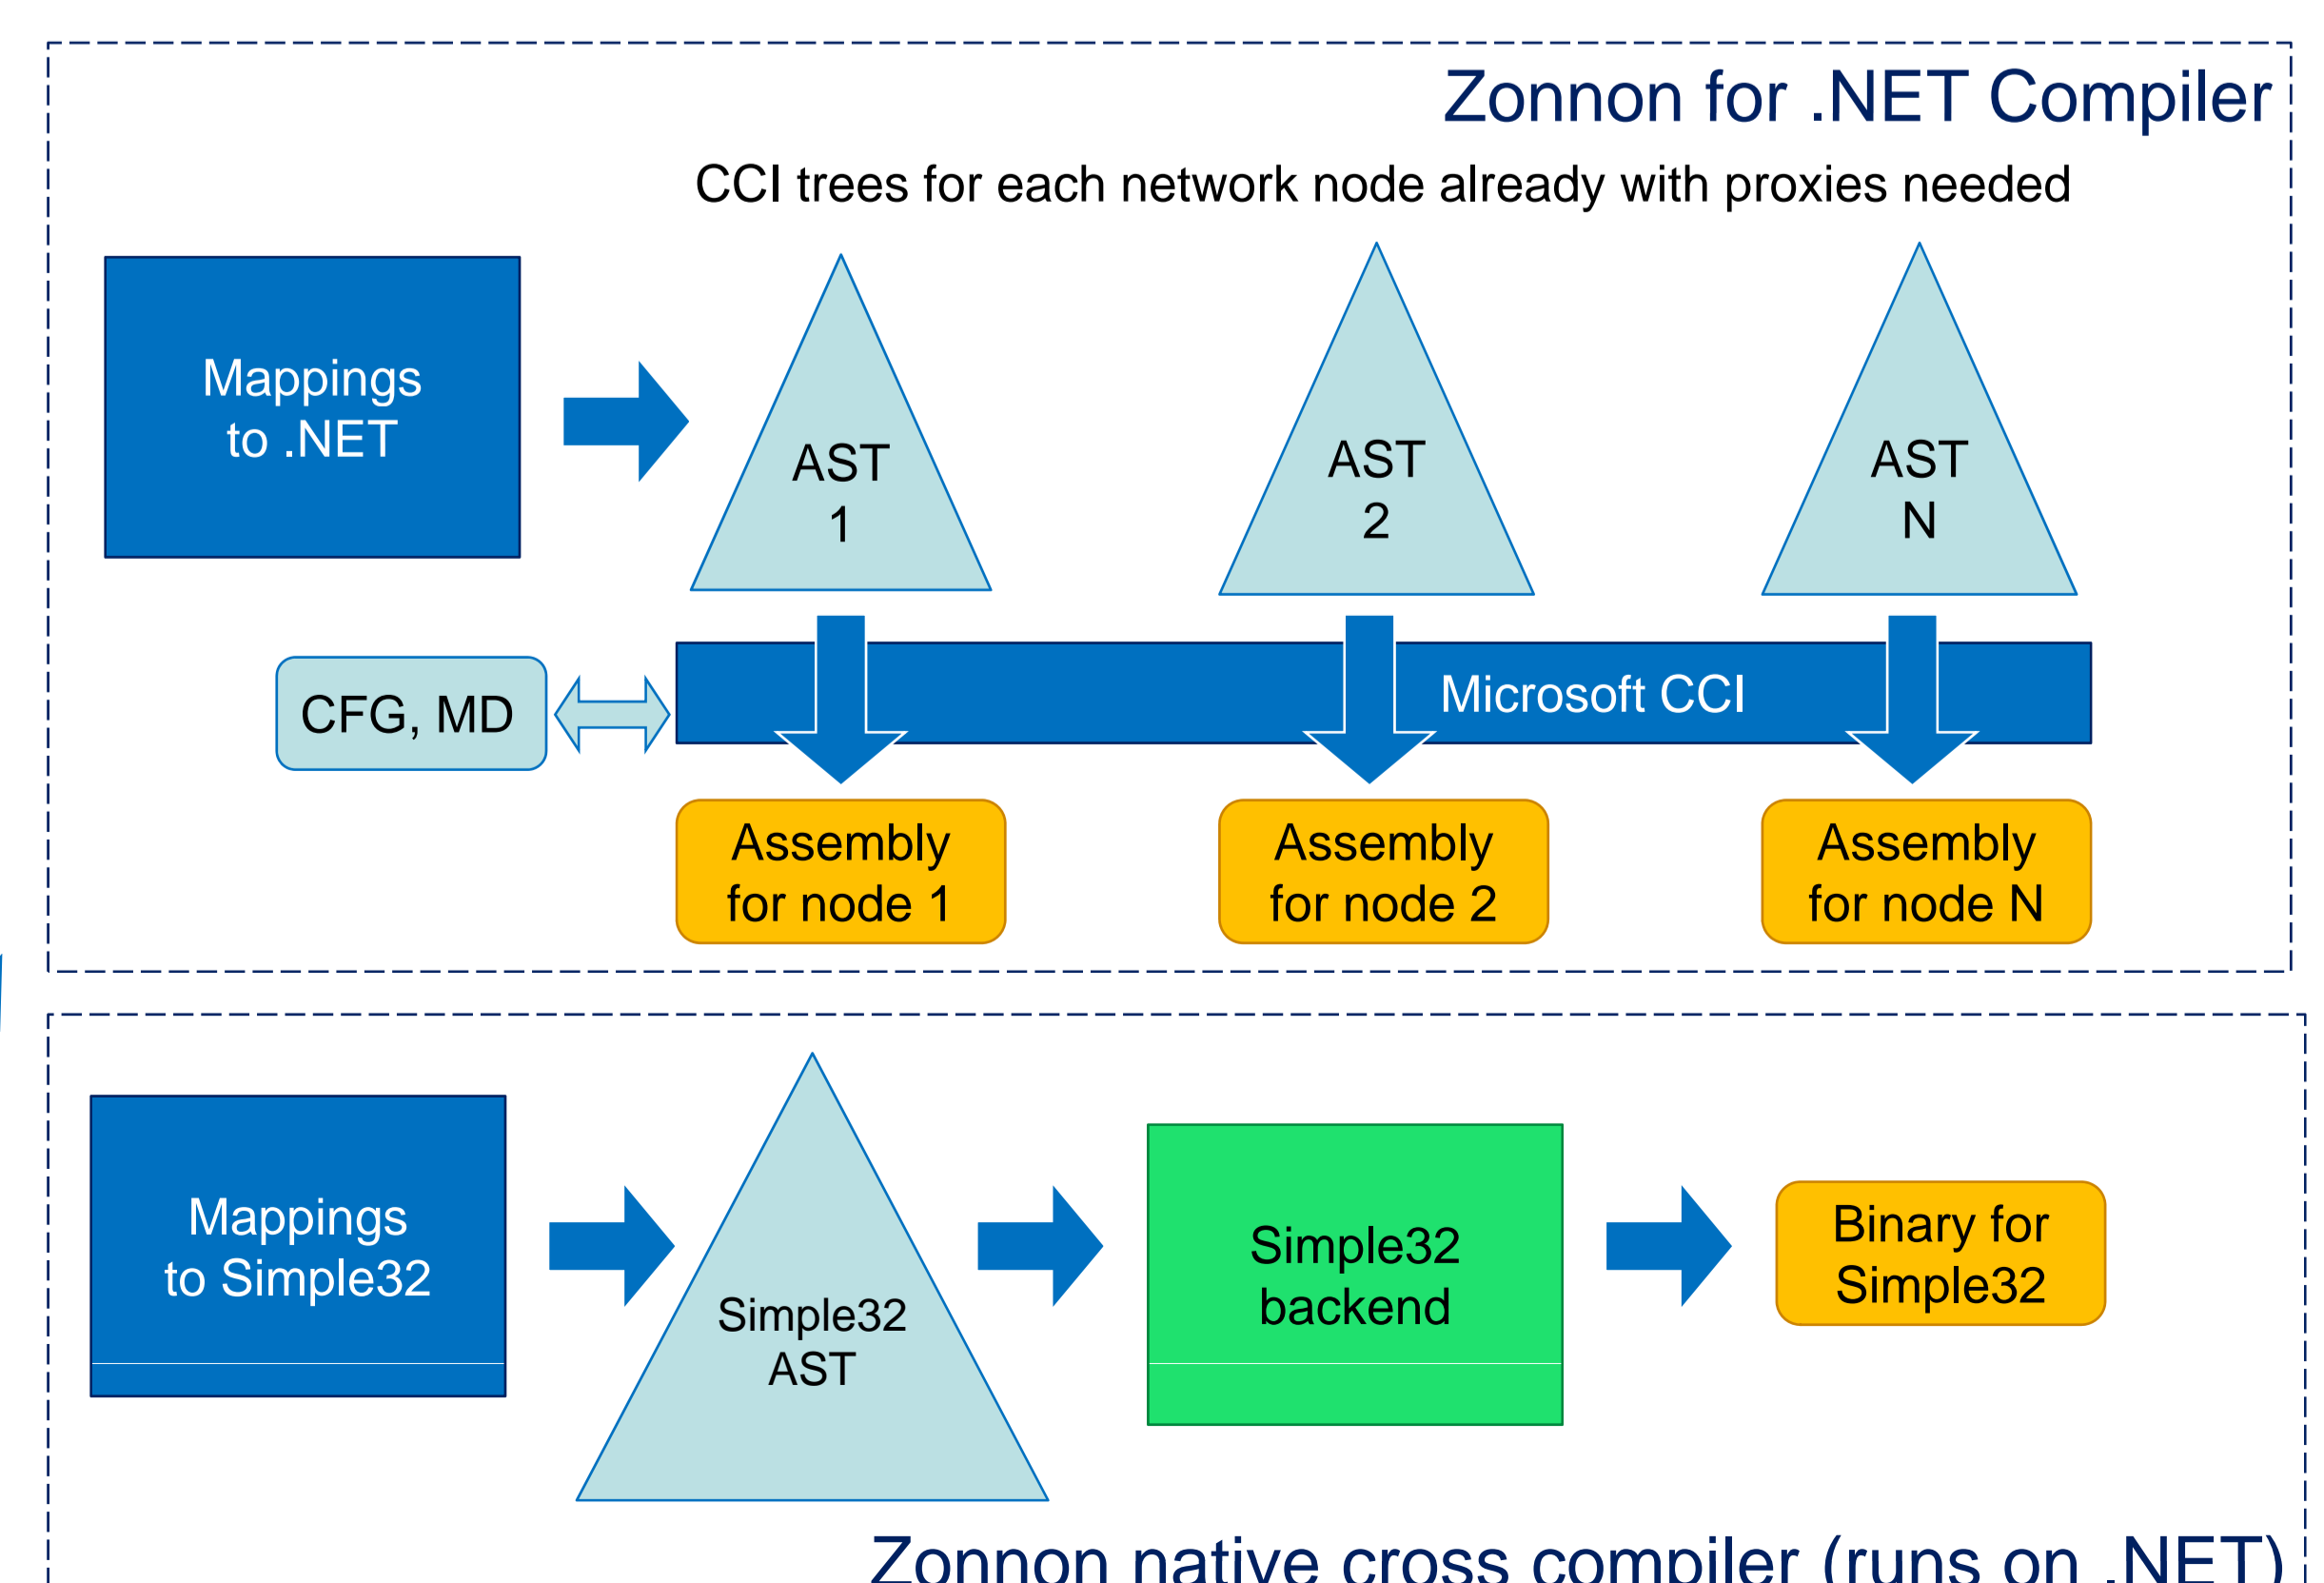 Zonnon for .NET Compiler
CCI trees for each network node already with proxies needed
Mappings
to .NET
AST
1
AST
2
AST
N
CFG, MD
Microsoft CCI
Assembly
for node 1
Assembly
for node 2
Assembly
for node N
Mappings
to Simple32
Simple32
AST
Simple32
backend
Binary for
Simple32
Zonnon native cross compiler (runs on .NET)